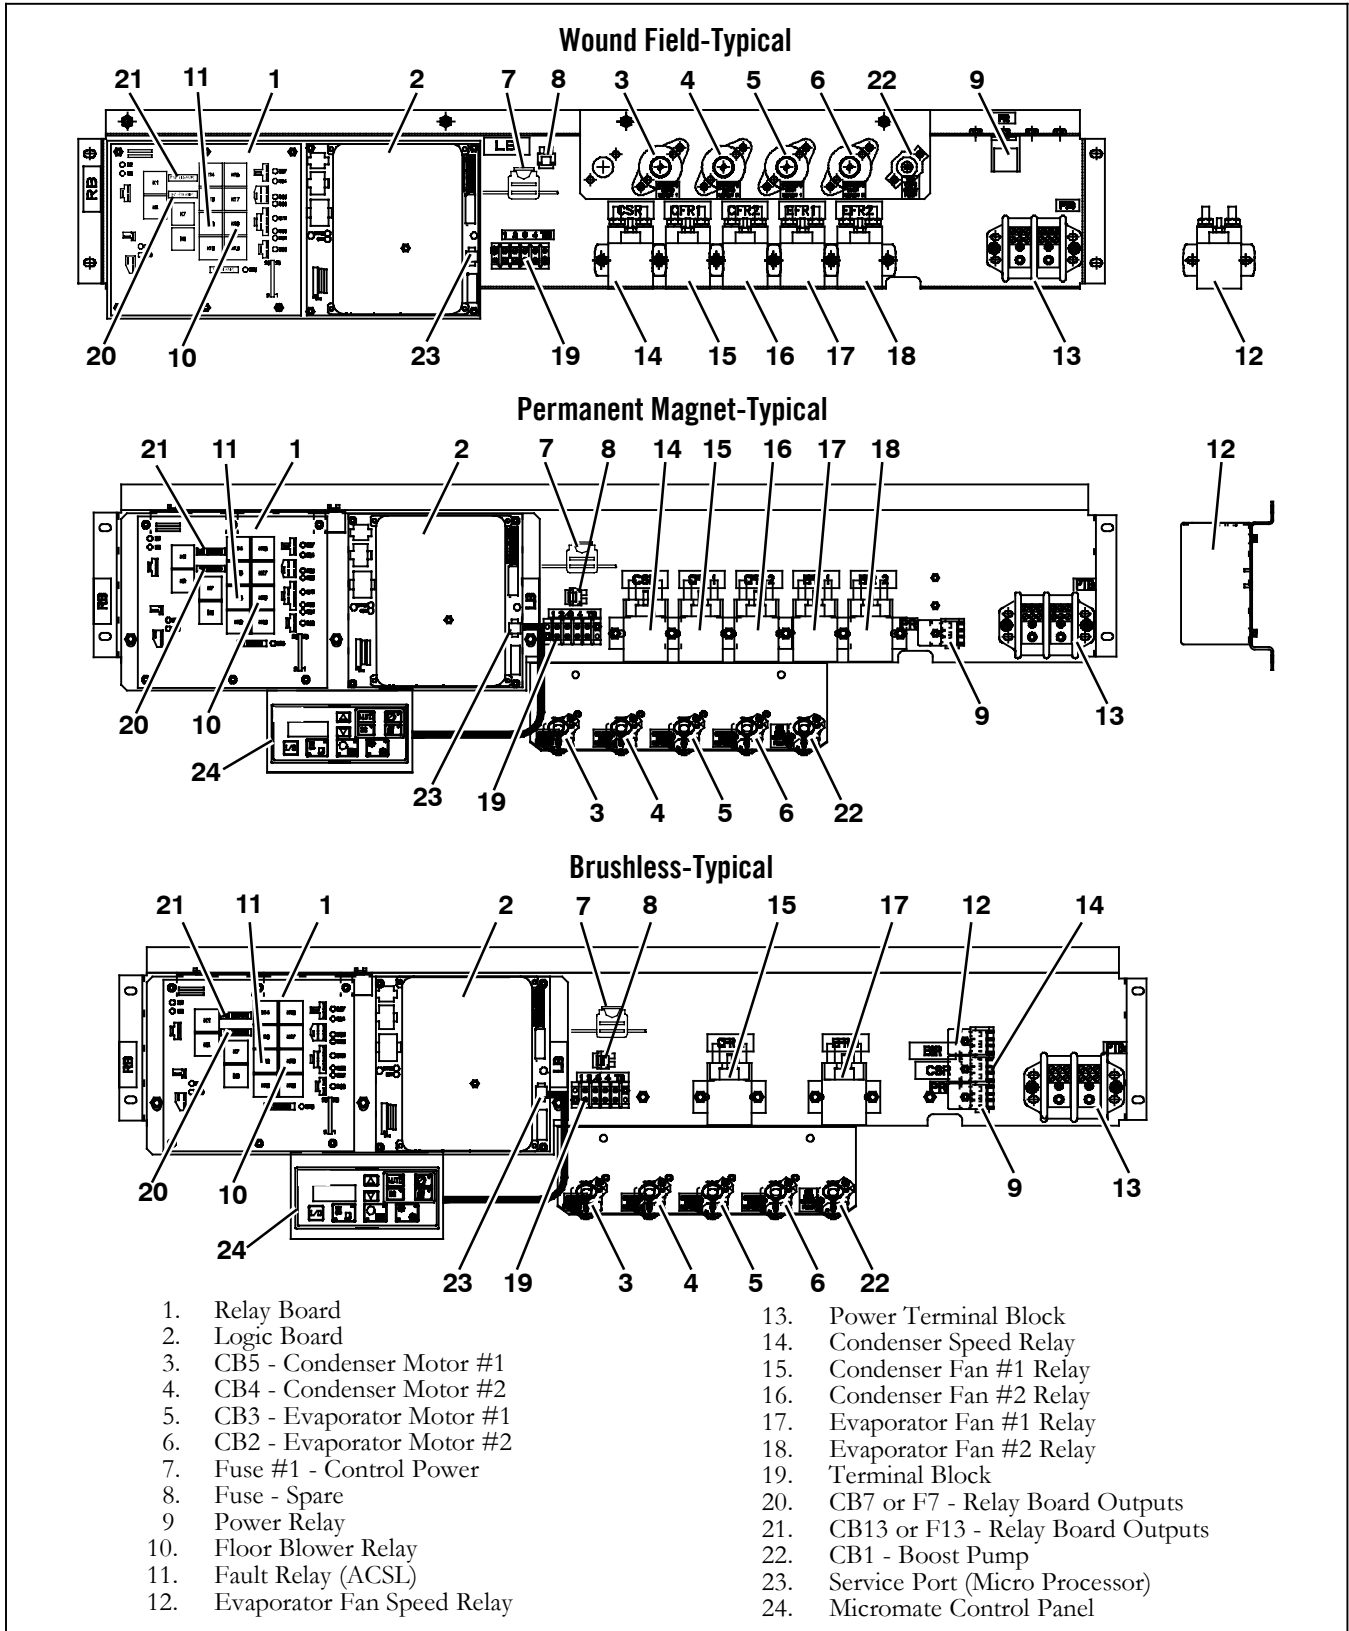 Wound Field-Typical
21 11 1 2 7 8 3 4 5 6 22 9
RB
LB
CSR CFR1 CFR2 EFR1 EFR2
1 2 3 4
20 10 23 19 14 15 16 17 18 13 12
Permanent Magnet-Typical
21 11 1 2 7 8 14 15 16 17 18 12
RB
LB
20 10 9 13
24 23 19 3 4 5 6 22
Brushless-Typical
21 11 1 2 7 8 15 17 12 14
RB
LB
CSR
20 10 9 13
24 23 19 3 4 5 6 22
1. Relay Board
2. Logic Board
3. CB5 - Condenser Motor #1
4. CB4 - Condenser Motor #2
5. CB3 - Evaporator Motor #1
6. CB2 - Evaporator Motor #2
7. Fuse #1 - Control Power
8. Fuse - Spare
9 Power Relay
10. Floor Blower Relay
11. Fault Relay (ACSL)
12. Evaporator Fan Speed Relay
13. Power Terminal Block
14. Condenser Speed Relay
15. Condenser Fan #1 Relay
16. Condenser Fan #2 Relay
17. Evaporator Fan #1 Relay
18. Evaporator Fan #2 Relay
19. Terminal Block
20. CB7 or F7 - Relay Board Outputs
21. CB13 or F13 - Relay Board Outputs
22. CB1 - Boost Pump
23. Service Port (Micro Processor)
24. Micromate Control Panel